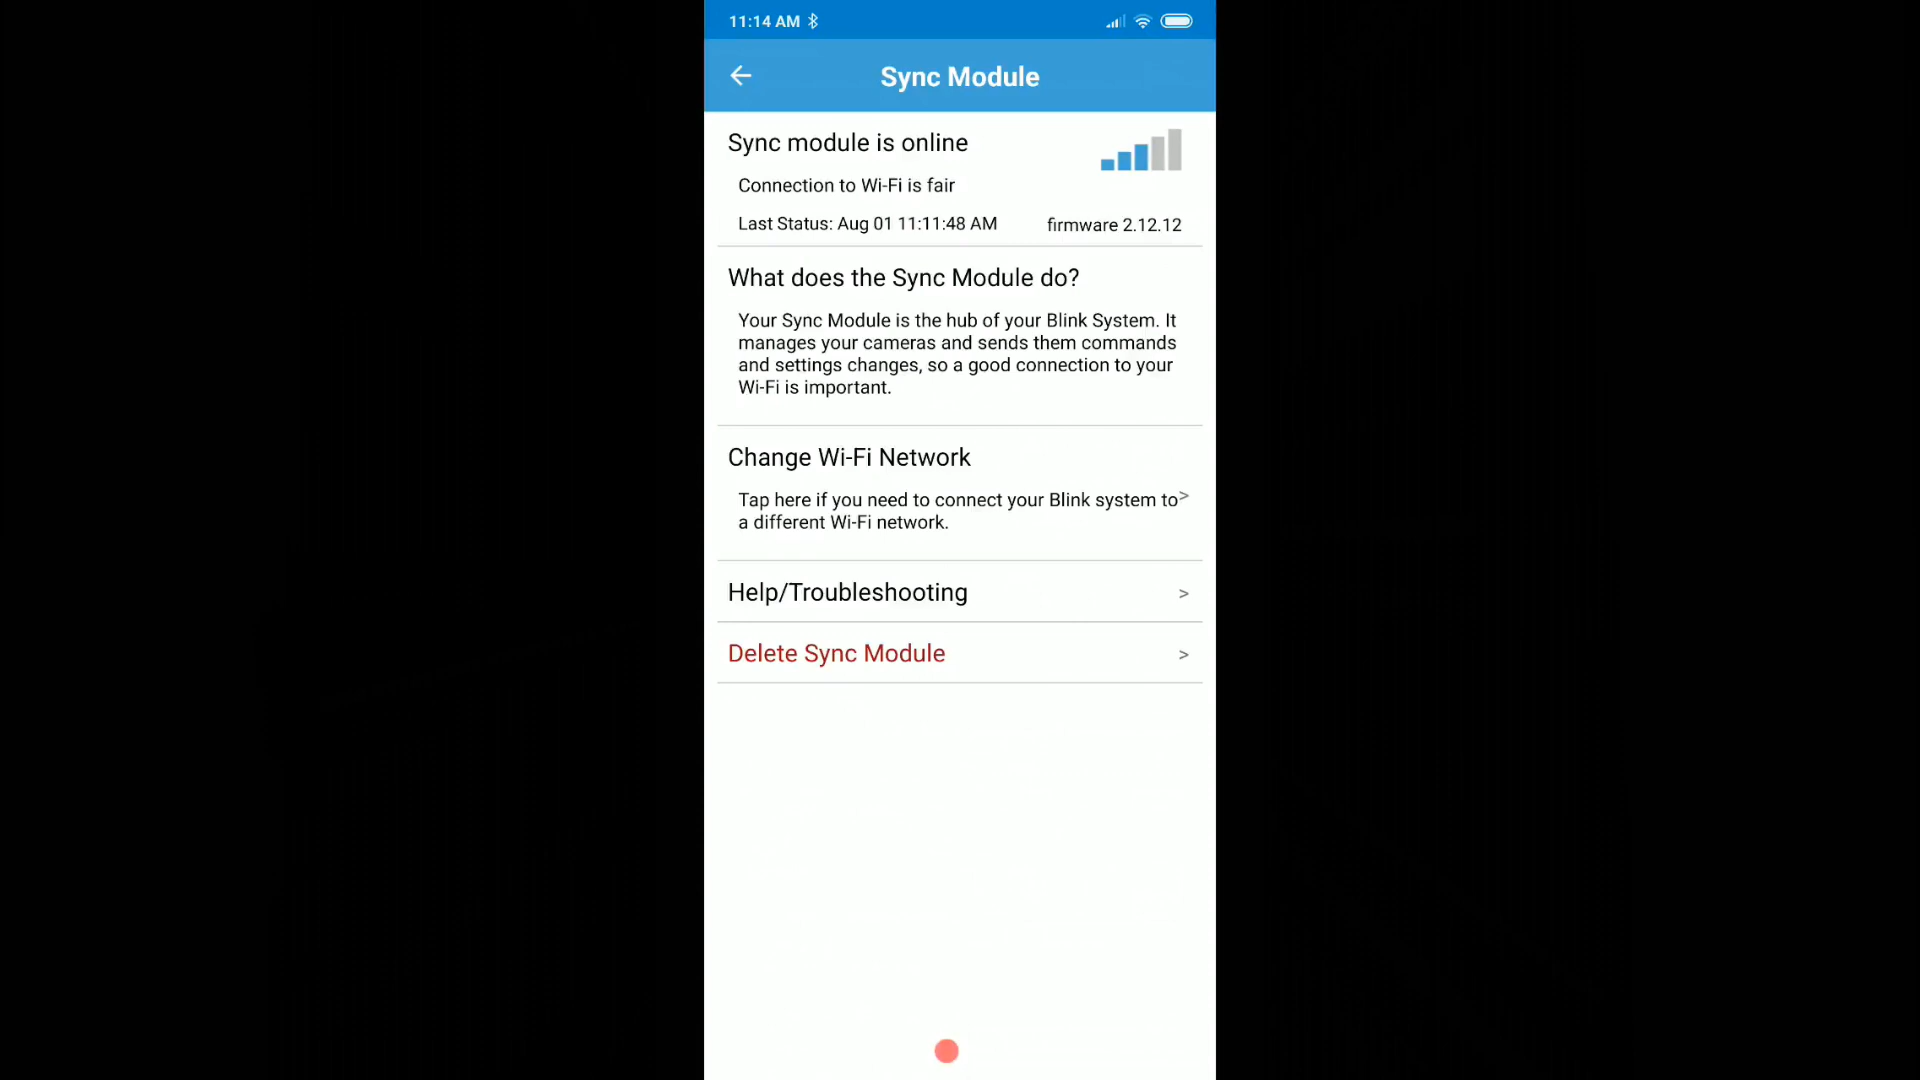 11:14 AM
Sync Module
Sync module is online
Connection to Wi-Fi is fair
Last Status: Aug 01 11:11:48 AM firmware 2.12.12
What does the Sync Module do?
Your Sync Module is the hub of your Blink System. It
manages your cameras and sends them commands
and settings changes, so a good connection to your
Wi-Fi is important.
Change Wi-Fi Network
Tap here if you need to connect your Blink system to >
a different Wi-Fi network.
Help/Troubleshooting >
Delete Sync Module >